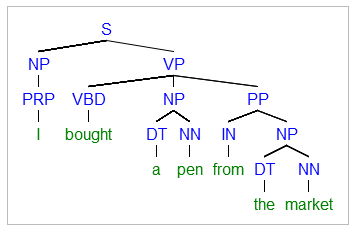 S
NP VP
PRP VBD NP PP
I bought DT NN IN NP
a pen from DT NN
the market